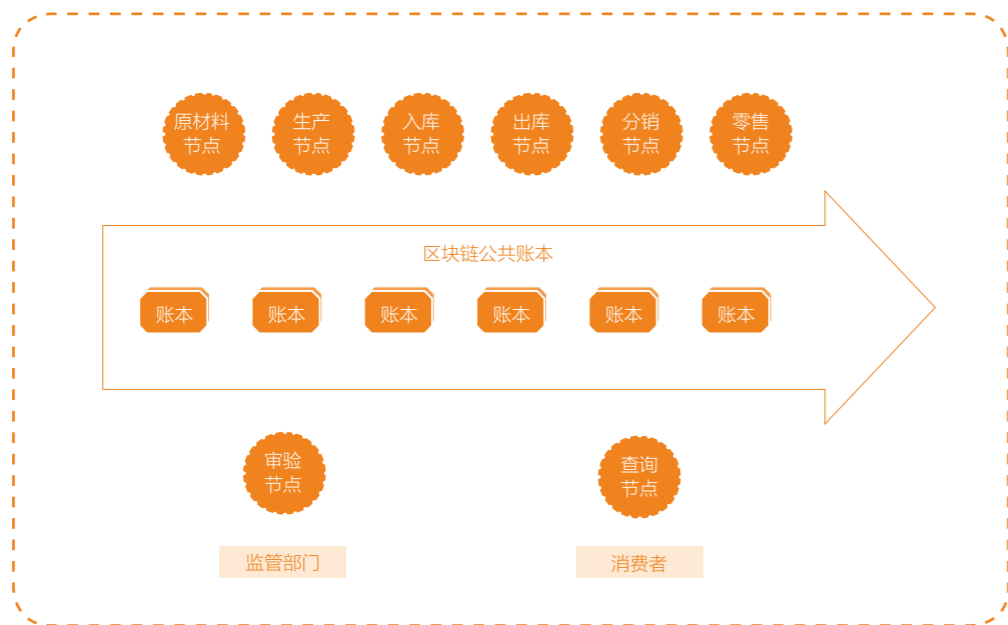 原材料
节点
生产
节点
入库
节点
出库
节点
分销
节点
零售
节点
区块链公共账本
账本
账本
账本
账本
账本
账本
审验
节点
查询
节点
监管部门
消费者